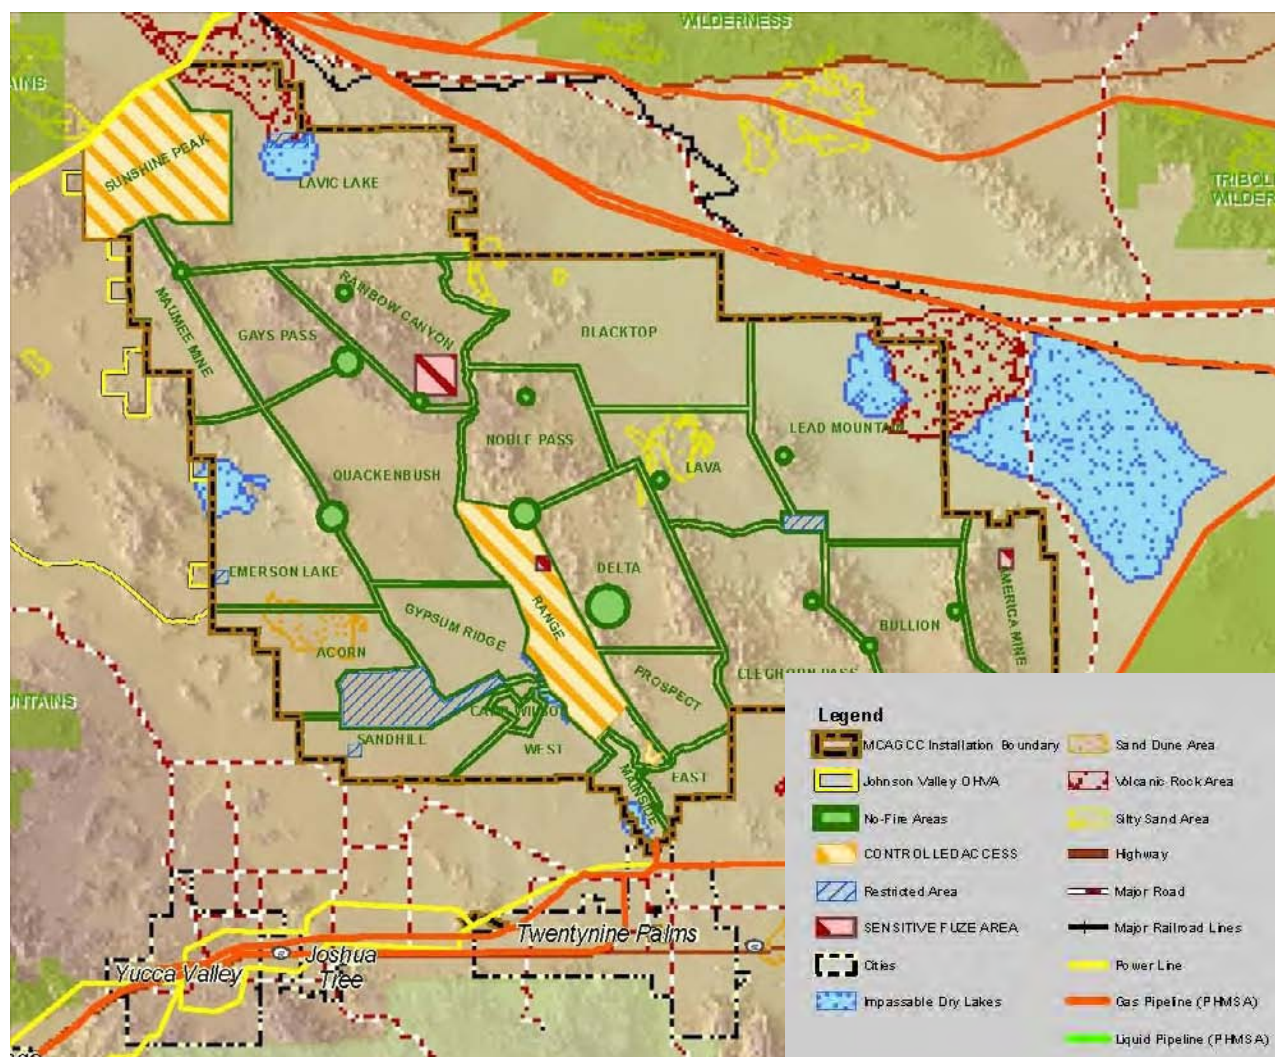 WILDERNESS
AINS
SUNSHINE PEAK
LAVIC LAKE
TRIBOL
WILDER
RAINBOW CANYON
MAUMEE MINE
GAYS PASS
BLACKTOP
LEAD MOUNTAIN
NOBLE PASS
LAVA
QUACKENBUSH
EMERSON LAKE
DELTA
RANGE
GYPSUM RIDGE
MERICA MINE
BULLION
ACORN
CLEGHORN PASS
PROSPECT
UNTAINS
SANDHILL
WEST
EAST
MAINSIDE
Twentynine Palms
Joshua
Tree
Yucca Valley
Legend
MCAGCC Installation Boundary
Johnson Valley OHVA
No-Fire Areas
CONTROLLED ACCESS
Restricted Area
SENSITIVE FUZE AREA
Cities
Impassable Dry Lakes
Sand Dune Area
Volcanic Rock Area
Silty Sand Area
Highway
Major Road
Major Railroad Lines
Power Line
Gas Pipeline (PHMSA)
Liquid Pipeline (PHMSA)